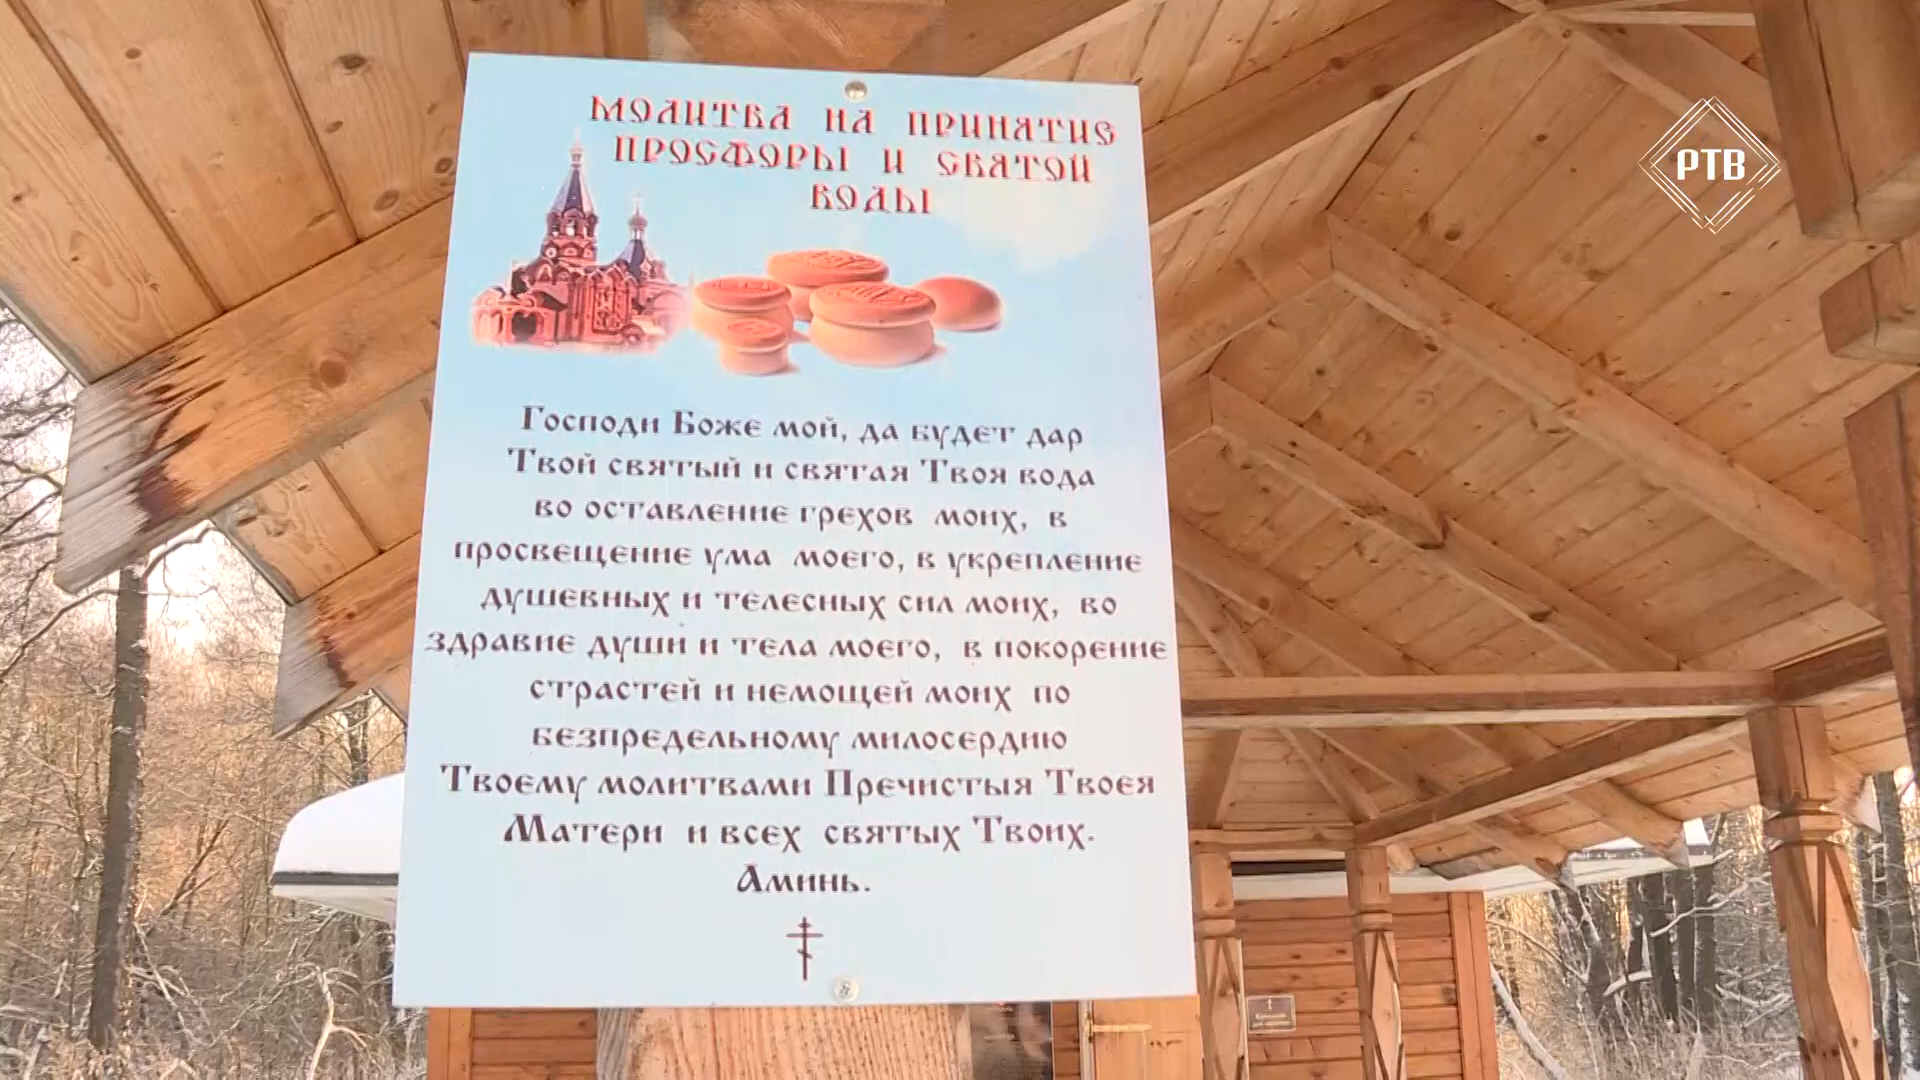 МОЛИТВА НА ПРИНЯТИЕ
ПРОСФОРЫ И СВЯТОЙ
ВОДЫ
РТВ
Господи Боже мой, да будет дар
Твой святый и святая Твоя вода
во оставление грехов моих, в
просвещение ума моего, в укрепление
душевных и телесных сил моих, во
здравие души и тела моего, в покорение
страстей и немощей моих по
безпредельному милосердию
Твоему молитвами Пречистыя Твоея
Матери и всех святых Твоих.
Аминь.